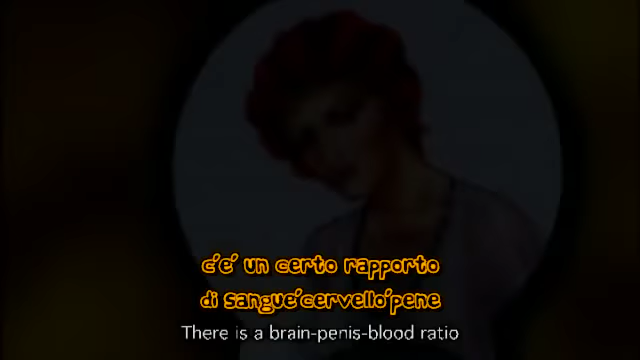 c'e' un certo rapporto
di sangue'cervello'pene
There is a brain-penis-blood ratio